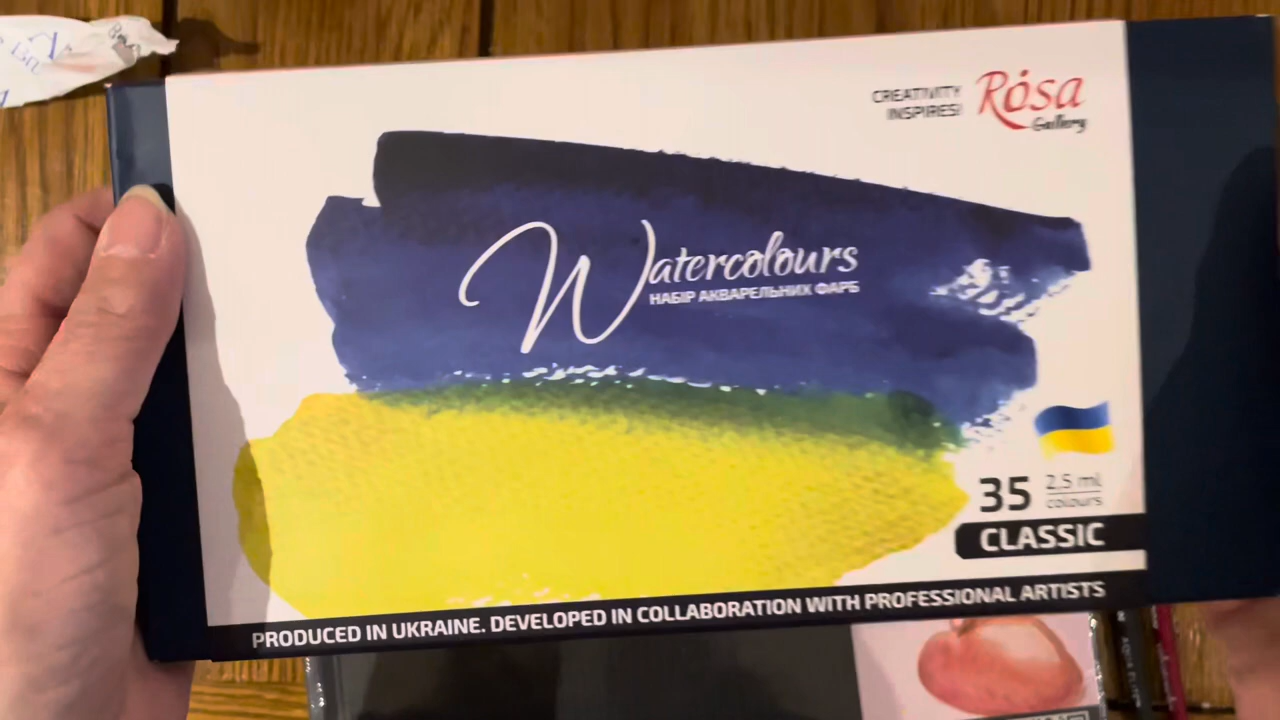 CREATIVITY
INSPIRES!
Rósa
Gallery
Watercolours
НАБІР АКВАРЕЛЬНИХ ФАРБ
35 2.5 ml
colours
CLASSIC
PRODUCED IN UKRAINE. DEVELOPED IN COLLABORATION WITH PROFESSIONAL ARTISTS